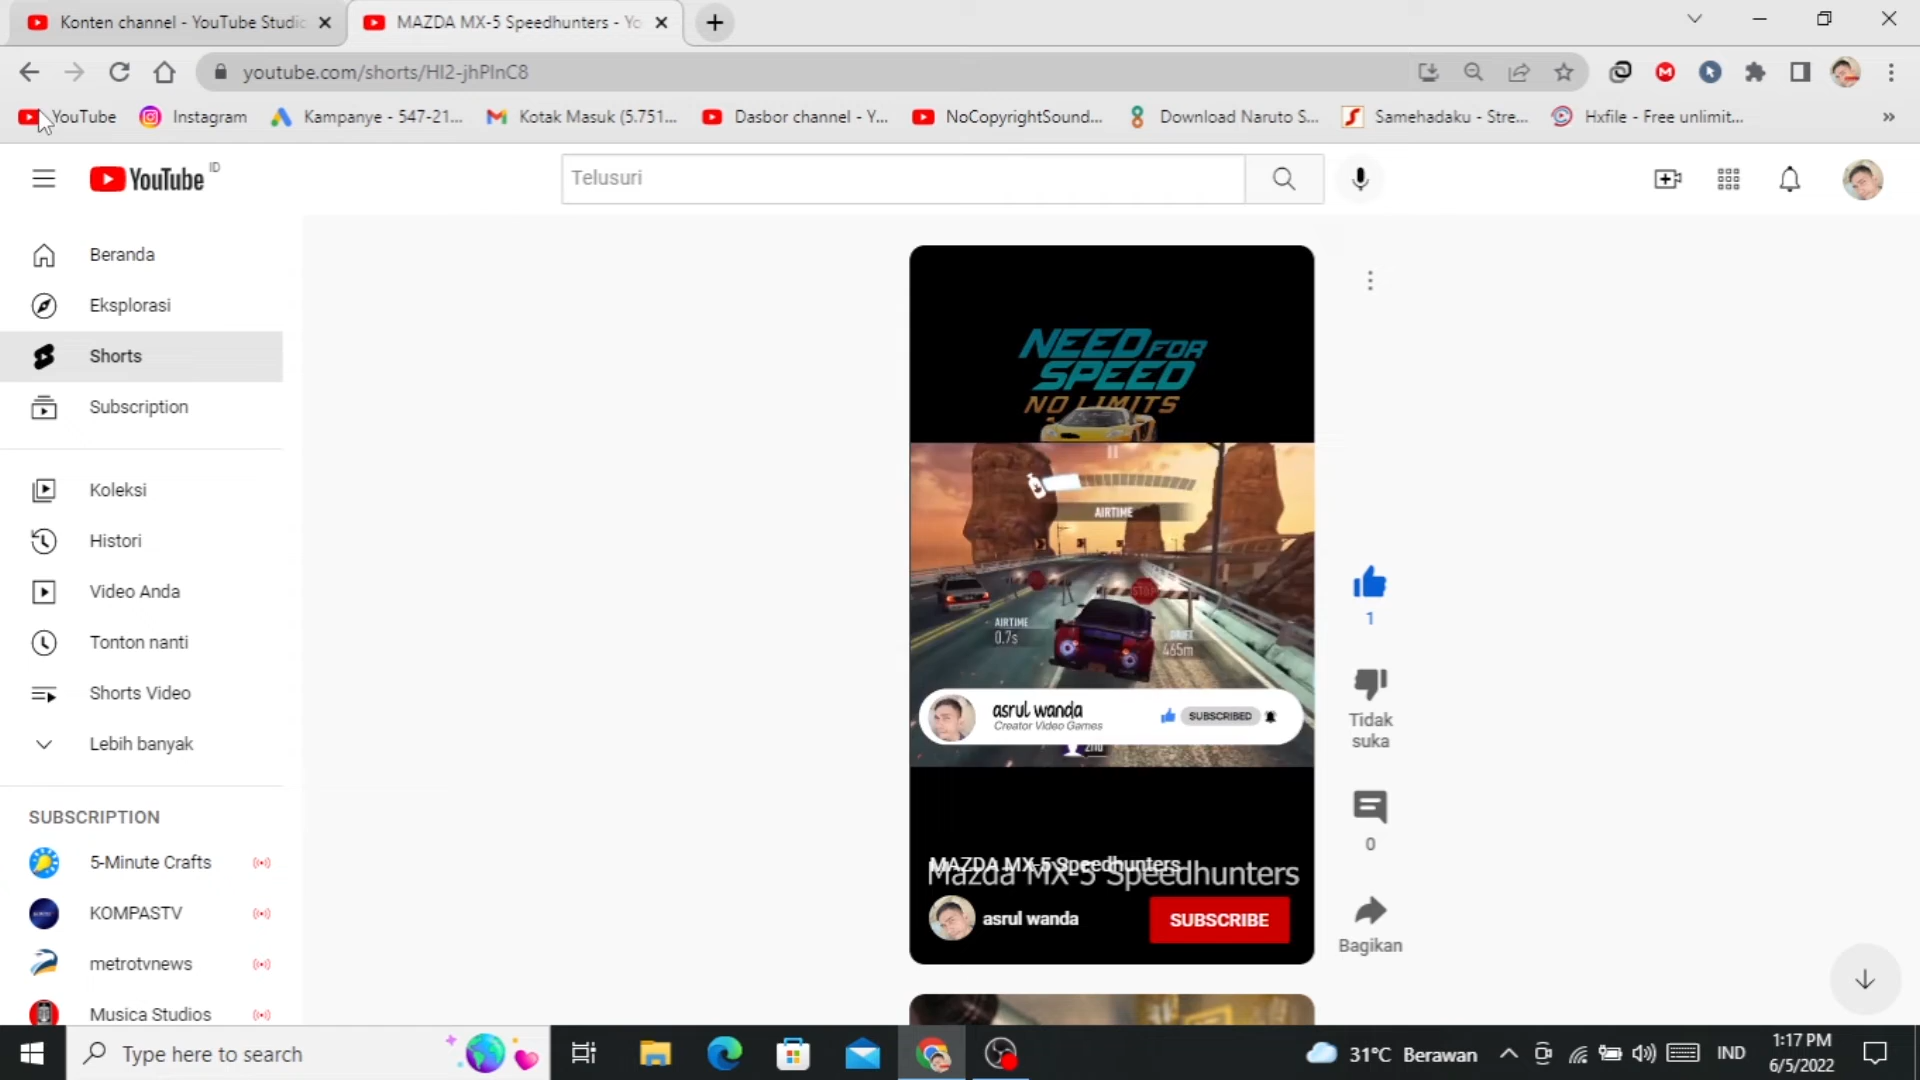 Konten channel - YouTube Studio
MAZDA MX-5 Speedhunters - Yo
youtube.com/shorts/HI2-jhPlnC8
YouTube
Instagram
Kampanye - 547-21...
Kotak Masuk (5.751...
Dasbor channel - Y...
NoCopyrightSound...
Download Naruto S...
Samehadaku - Stre...
Hxfile - Free unlimit...
»
YouTube ID
Telusuri
Beranda
Eksplorasi
Shorts
Subscription
Koleksi
Histori
Video Anda
Tonton nanti
Shorts Video
Lebih banyak
SUBSCRIPTION
5-Minute Crafts
KOMPASTV
metrotvnews
Musica Studios
NEED FOR
SPEED
NO LIMITS
AIRTIME
STOP
AIRTIME
0.7s
DRIFT
465m
asrul wanda
Creator Video Games
SUBSCRIBED
2nd
MAZDA MX-5 Speedhunters
Mazda MX-5 Speedhunters
asrul wanda
SUBSCRIBE
1
Tidak
suka
0
Bagikan
Type here to search
31°C Berawan
IND
1:17 PM
6/5/2022